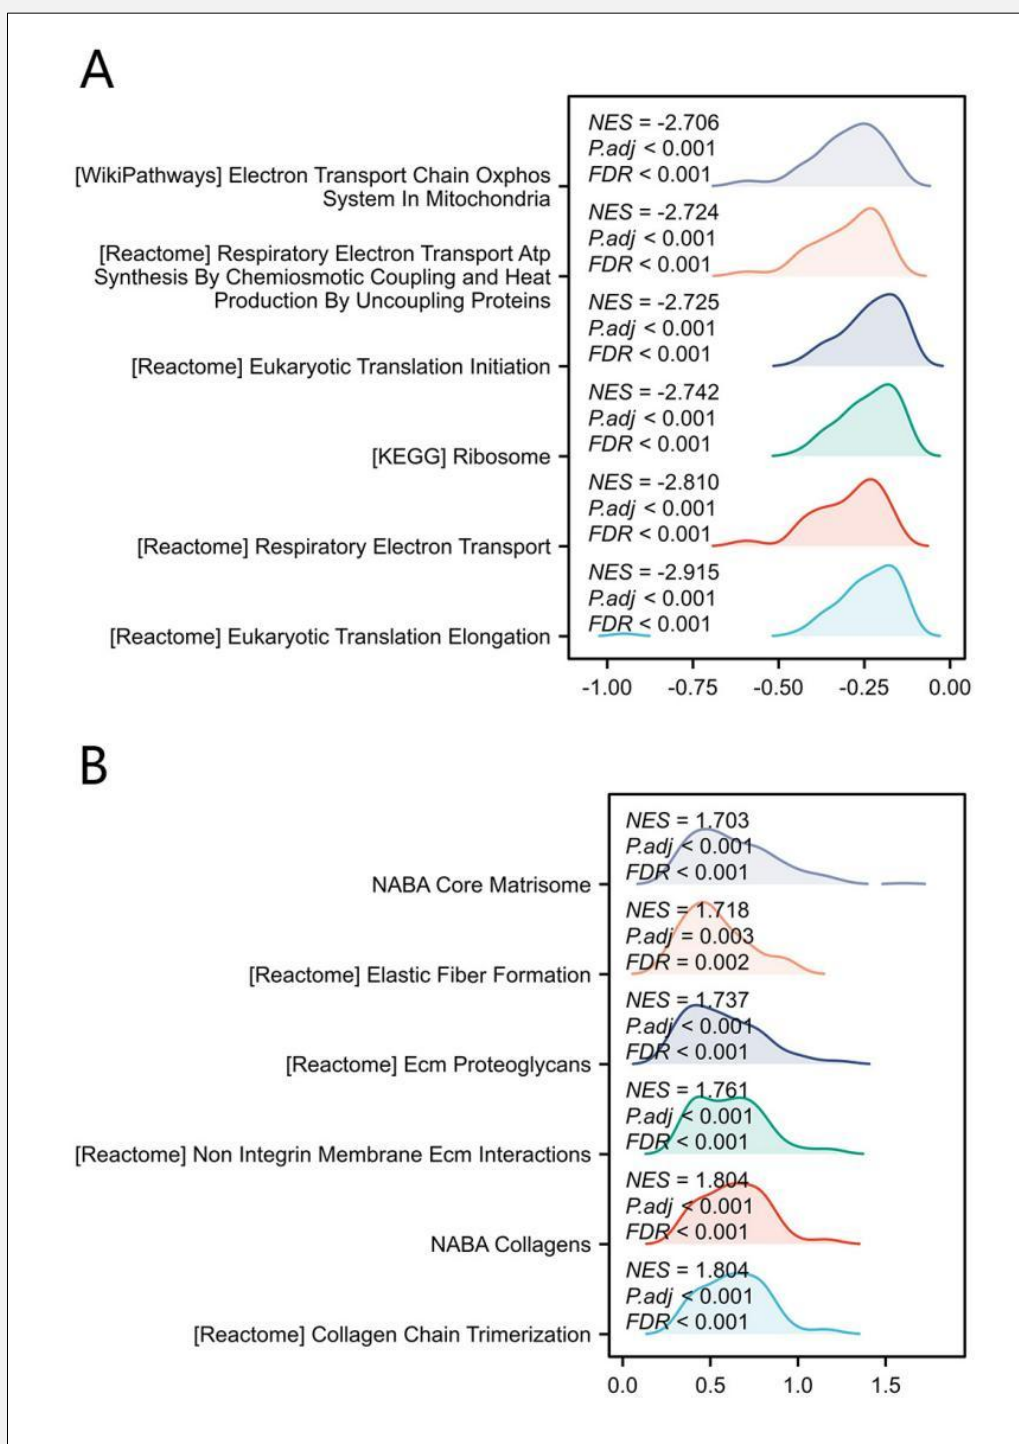 A
[WikiPathways] Electron Transport Chain Oxphos
System In Mitochondria
NES = -2.706
P.adj < 0.001
FDR < 0.001
[Reactome] Respiratory Electron Transport Atp
Synthesis By Chemiosmotic Coupling and Heat
Production By Uncoupling Proteins
NES = -2.724
P.adj < 0.001
FDR < 0.001
[Reactome] Eukaryotic Translation Initiation
NES = -2.725
P.adj < 0.001
FDR < 0.001
[KEGG] Ribosome
NES = -2.742
P.adj < 0.001
FDR < 0.001
[Reactome] Respiratory Electron Transport
NES = -2.810
P.adj < 0.001
FDR < 0.001
[Reactome] Eukaryotic Translation Elongation
NES = -2.915
P.adj < 0.001
FDR < 0.001
-1.00 -0.75 -0.50 -0.25 0.00
B
NABA Core Matrisome
NES = 1.703
P.adj < 0.001
FDR < 0.001
[Reactome] Elastic Fiber Formation
NES = 1.718
P.adj = 0.003
FDR = 0.002
[Reactome] Ecm Proteoglycans
NES = 1.737
P.adj < 0.001
FDR < 0.001
[Reactome] Non Integrin Membrane Ecm Interactions
NES = 1.761
P.adj < 0.001
FDR < 0.001
NABA Collagens
NES = 1.804
P.adj < 0.001
FDR < 0.001
[Reactome] Collagen Chain Trimerization
NES = 1.804
P.adj < 0.001
FDR < 0.001
0.0 0.5 1.0 1.5